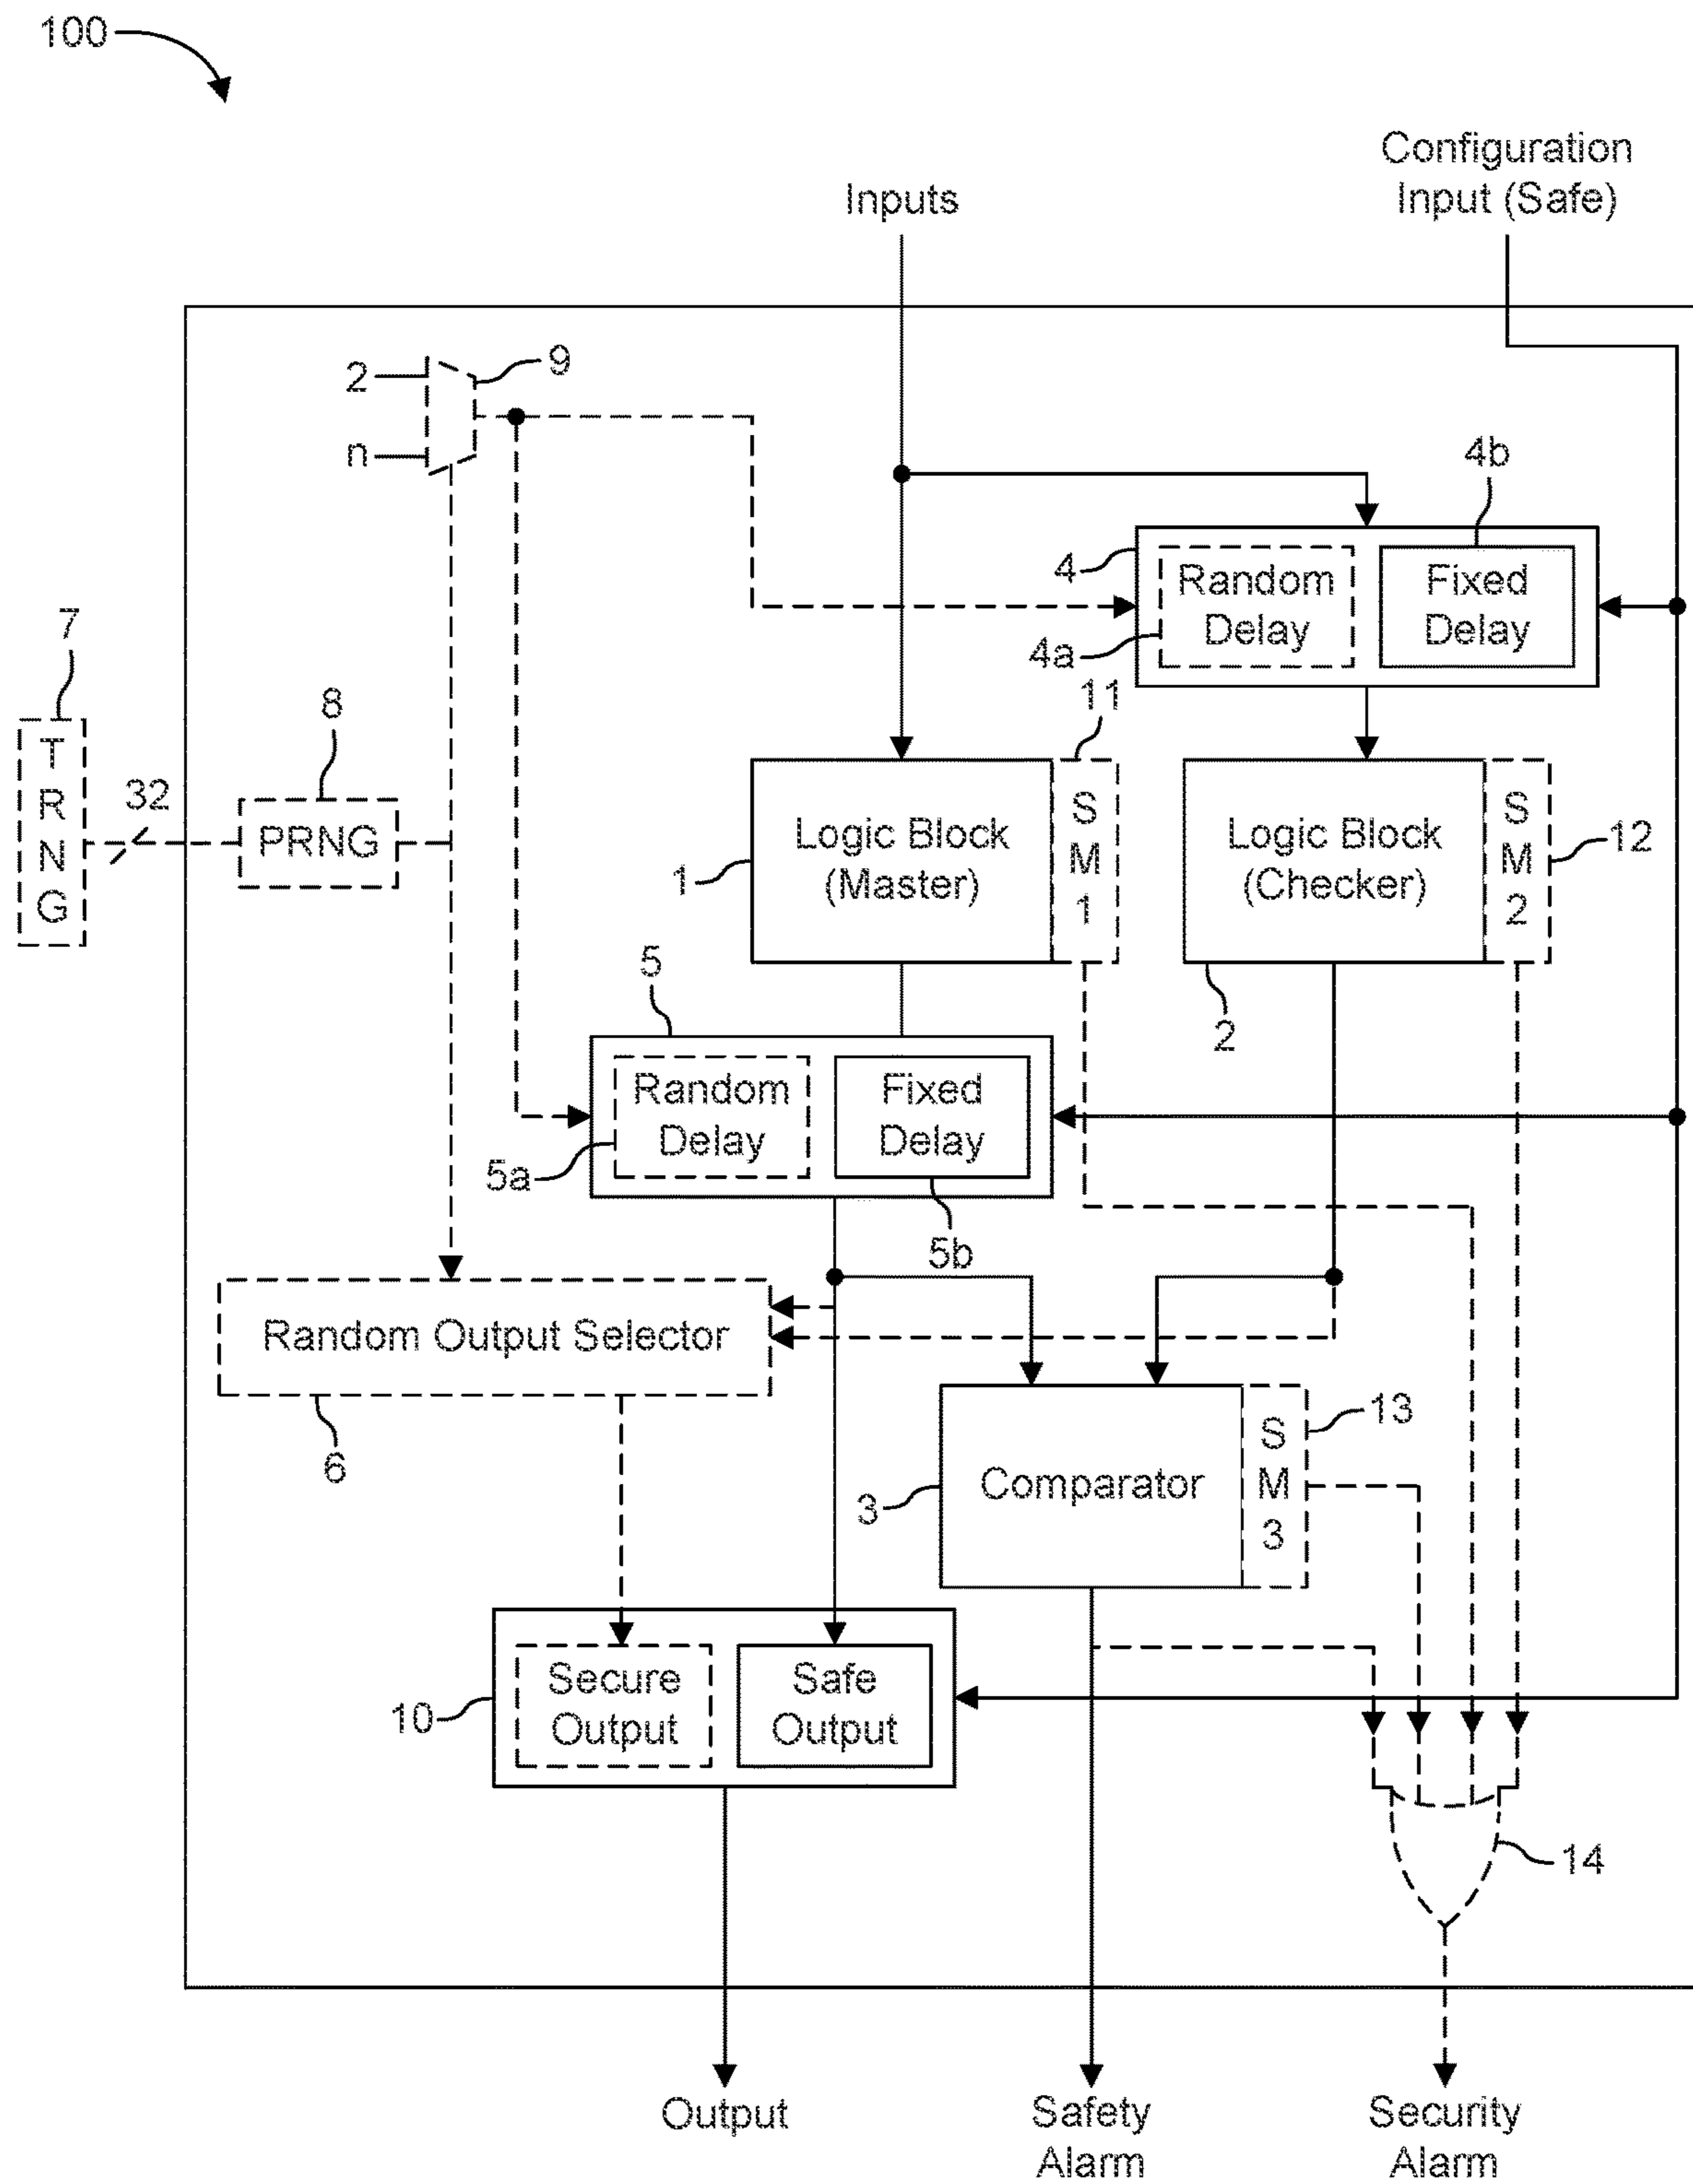 100
Configuration
Input (Safe)
Inputs
2
9
n
4b
4
Random
Delay
Fixed
Delay
4a
7
11
8
T
R
N
G
32
PRNG
1
Logic Block
(Master)
S
M
1
Logic Block
(Checker)
S
M
2
12
2
5
Random
Delay
Fixed
Delay
5a
5b
Random Output Selector
6
3
Comparator
S
M
3
13
10
Secure
Output
Safe
Output
14
Output
Safety
Alarm
Security
Alarm